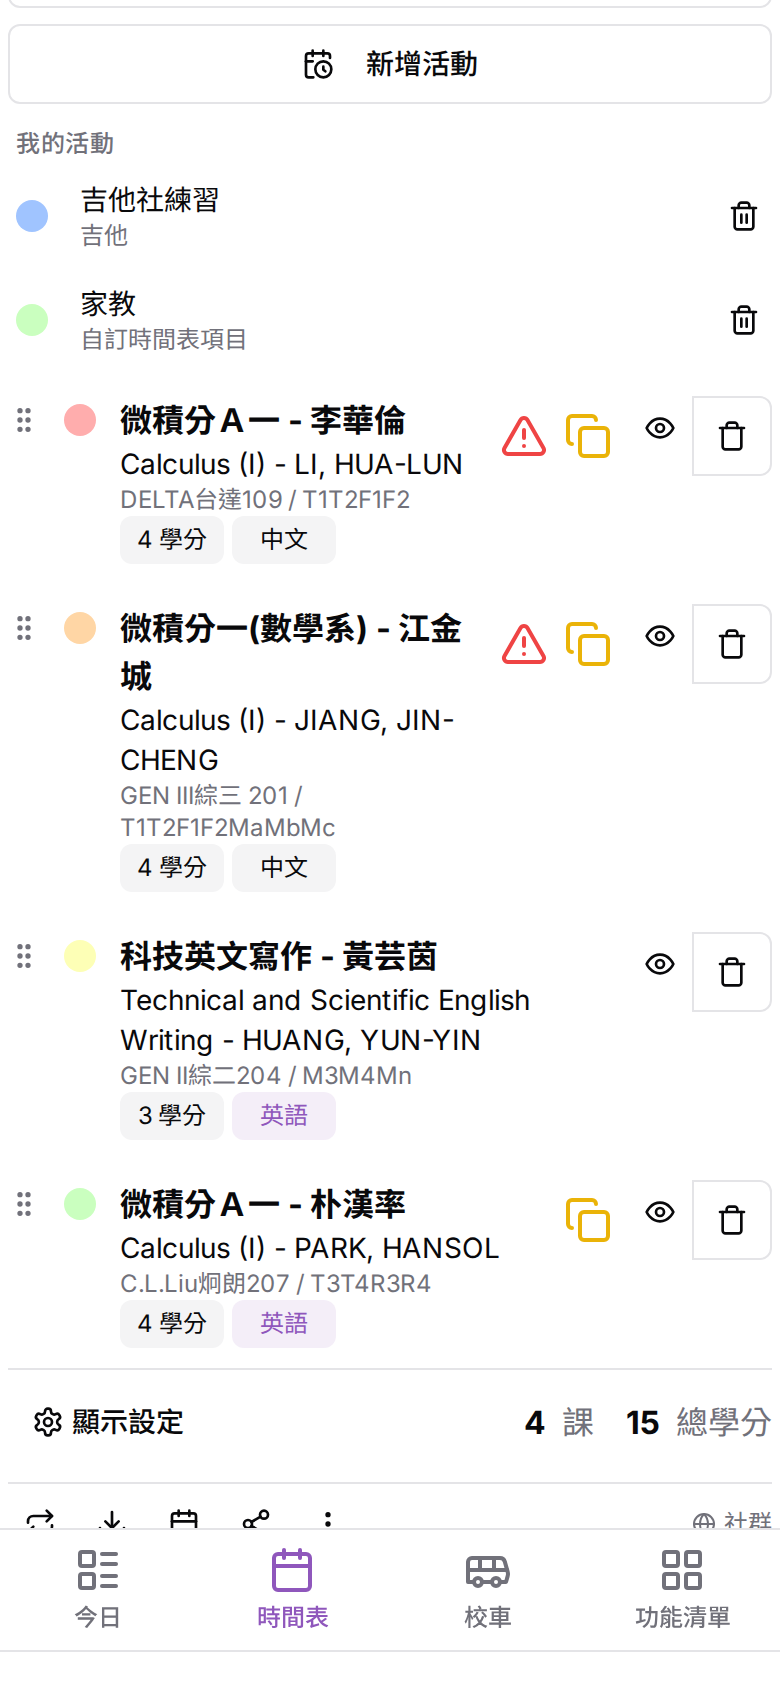 新增活動
我的活動
吉他社練習
吉他
家教
自訂時間表項目
微積分A一 - 李華倫
Calculus (I) - LI, HUA-LUN
DELTA台達109 / T1T2F1F2
4 學分 中文
微積分一(數學系) - 江金
城
Calculus (I) - JIANG, JIN-
CHENG
GEN III綜三 201 /
T1T2F1F2MaMbMc
4 學分 中文
科技英文寫作 - 黃芸茵
Technical and Scientific English
Writing - HUANG, YUN-YIN
GEN II綜二204 / M3M4Mn
3 學分 英語
微積分A一 - 朴漢率
Calculus (I) - PARK, HANSOL
C.L.Liu炯朗207 / T3T4R3R4
4 學分 英語
顯示設定 4 課 15 總學分
社群
今日 時間表 校車 功能清單